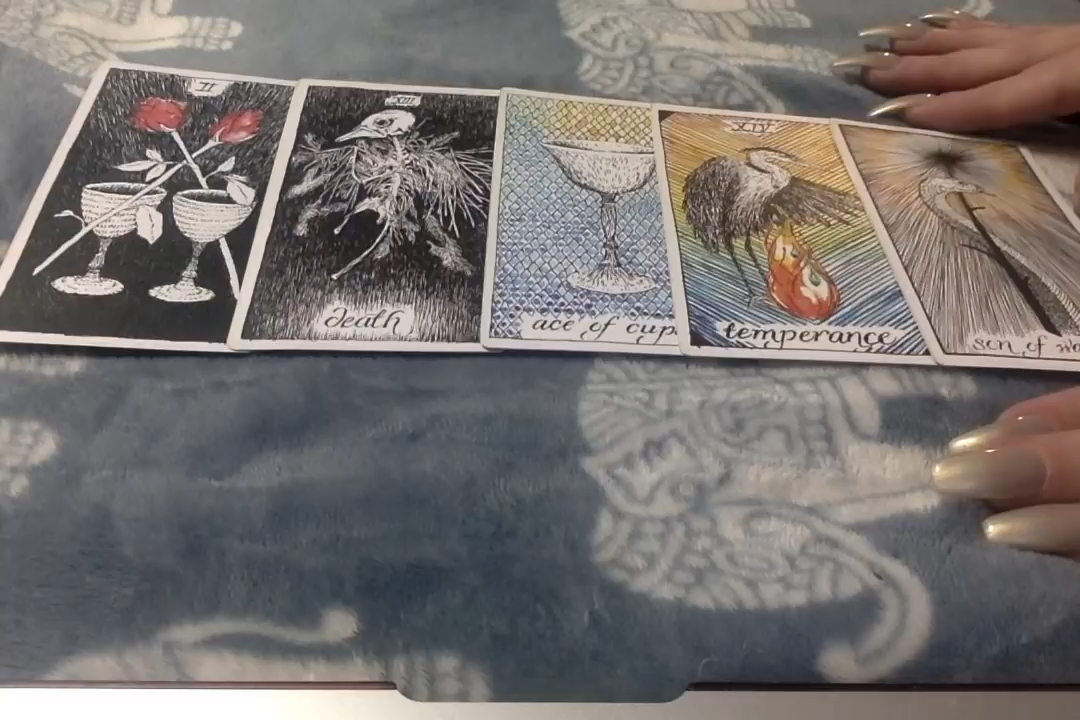 II
XIII
death
ace of cup
XIV
temperance
son of